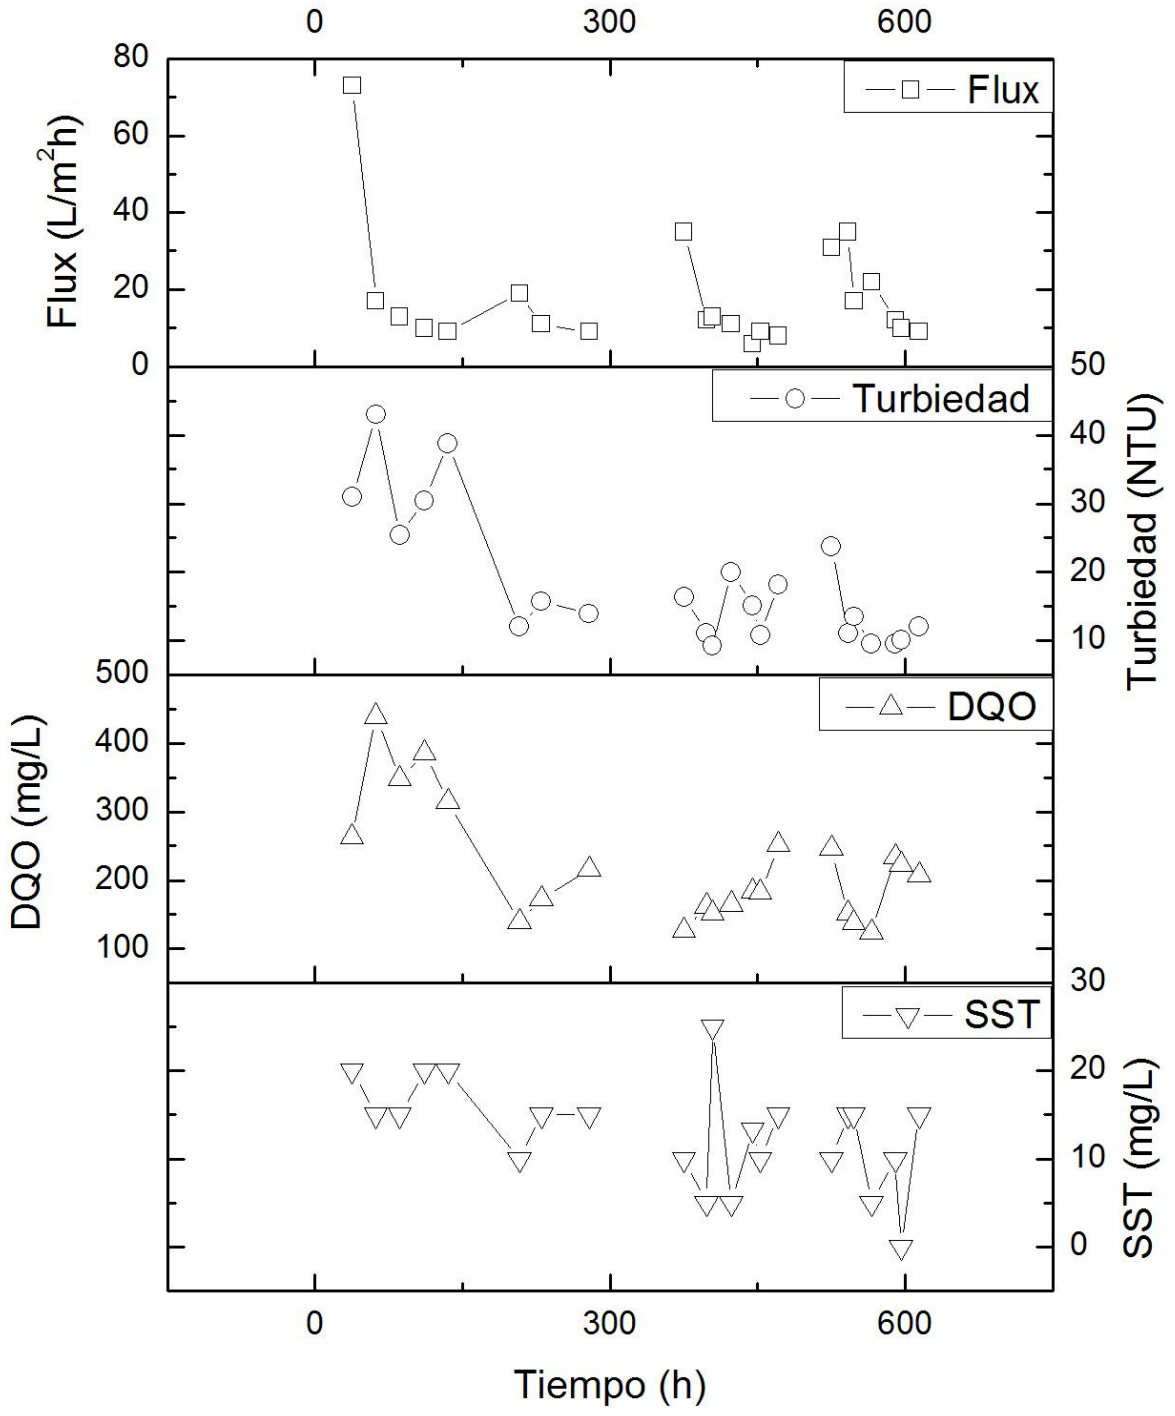 0 300 600
80
60
40
20
0
Flux (L/m²h)
Flux
50
40
30
20
10
Turbiedad (NTU)
Turbiedad
500
400
300
200
100
DQO (mg/L)
DQO
30
20
10
0
SST (mg/L)
SST
0 300 600
Tiempo (h)